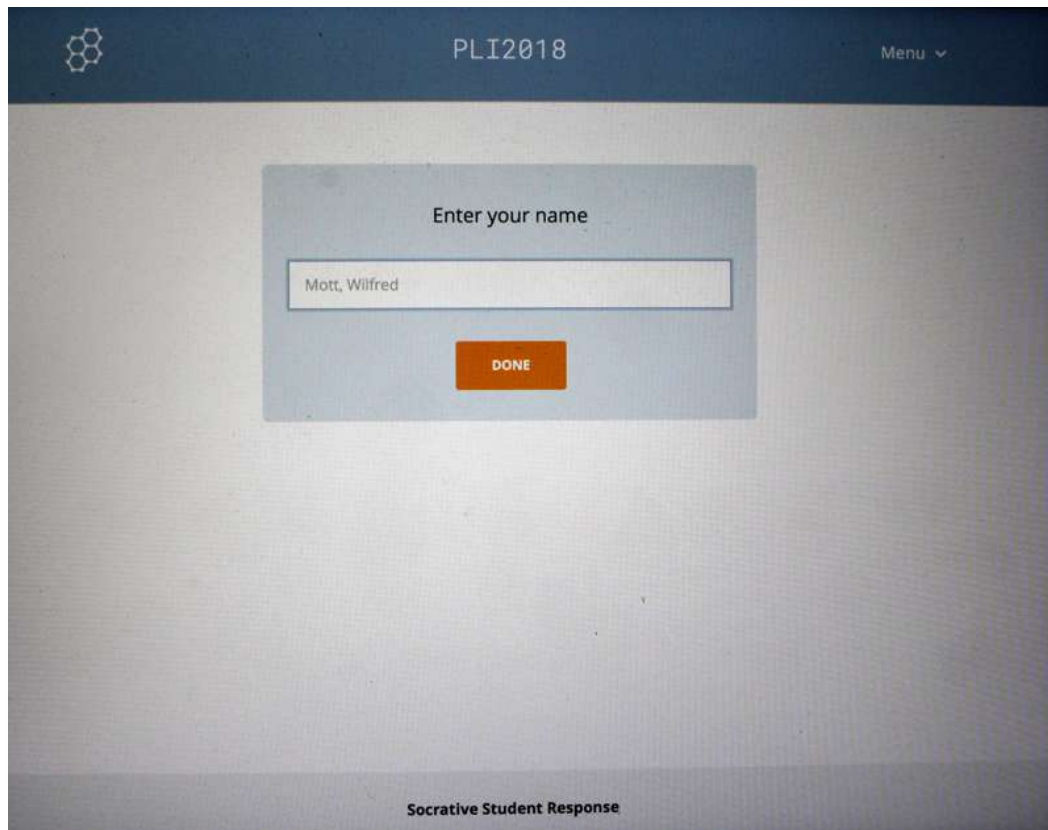 PLI2018
Menu
Enter your name
Mott, Wilfred
DONE
Socrative Student Response